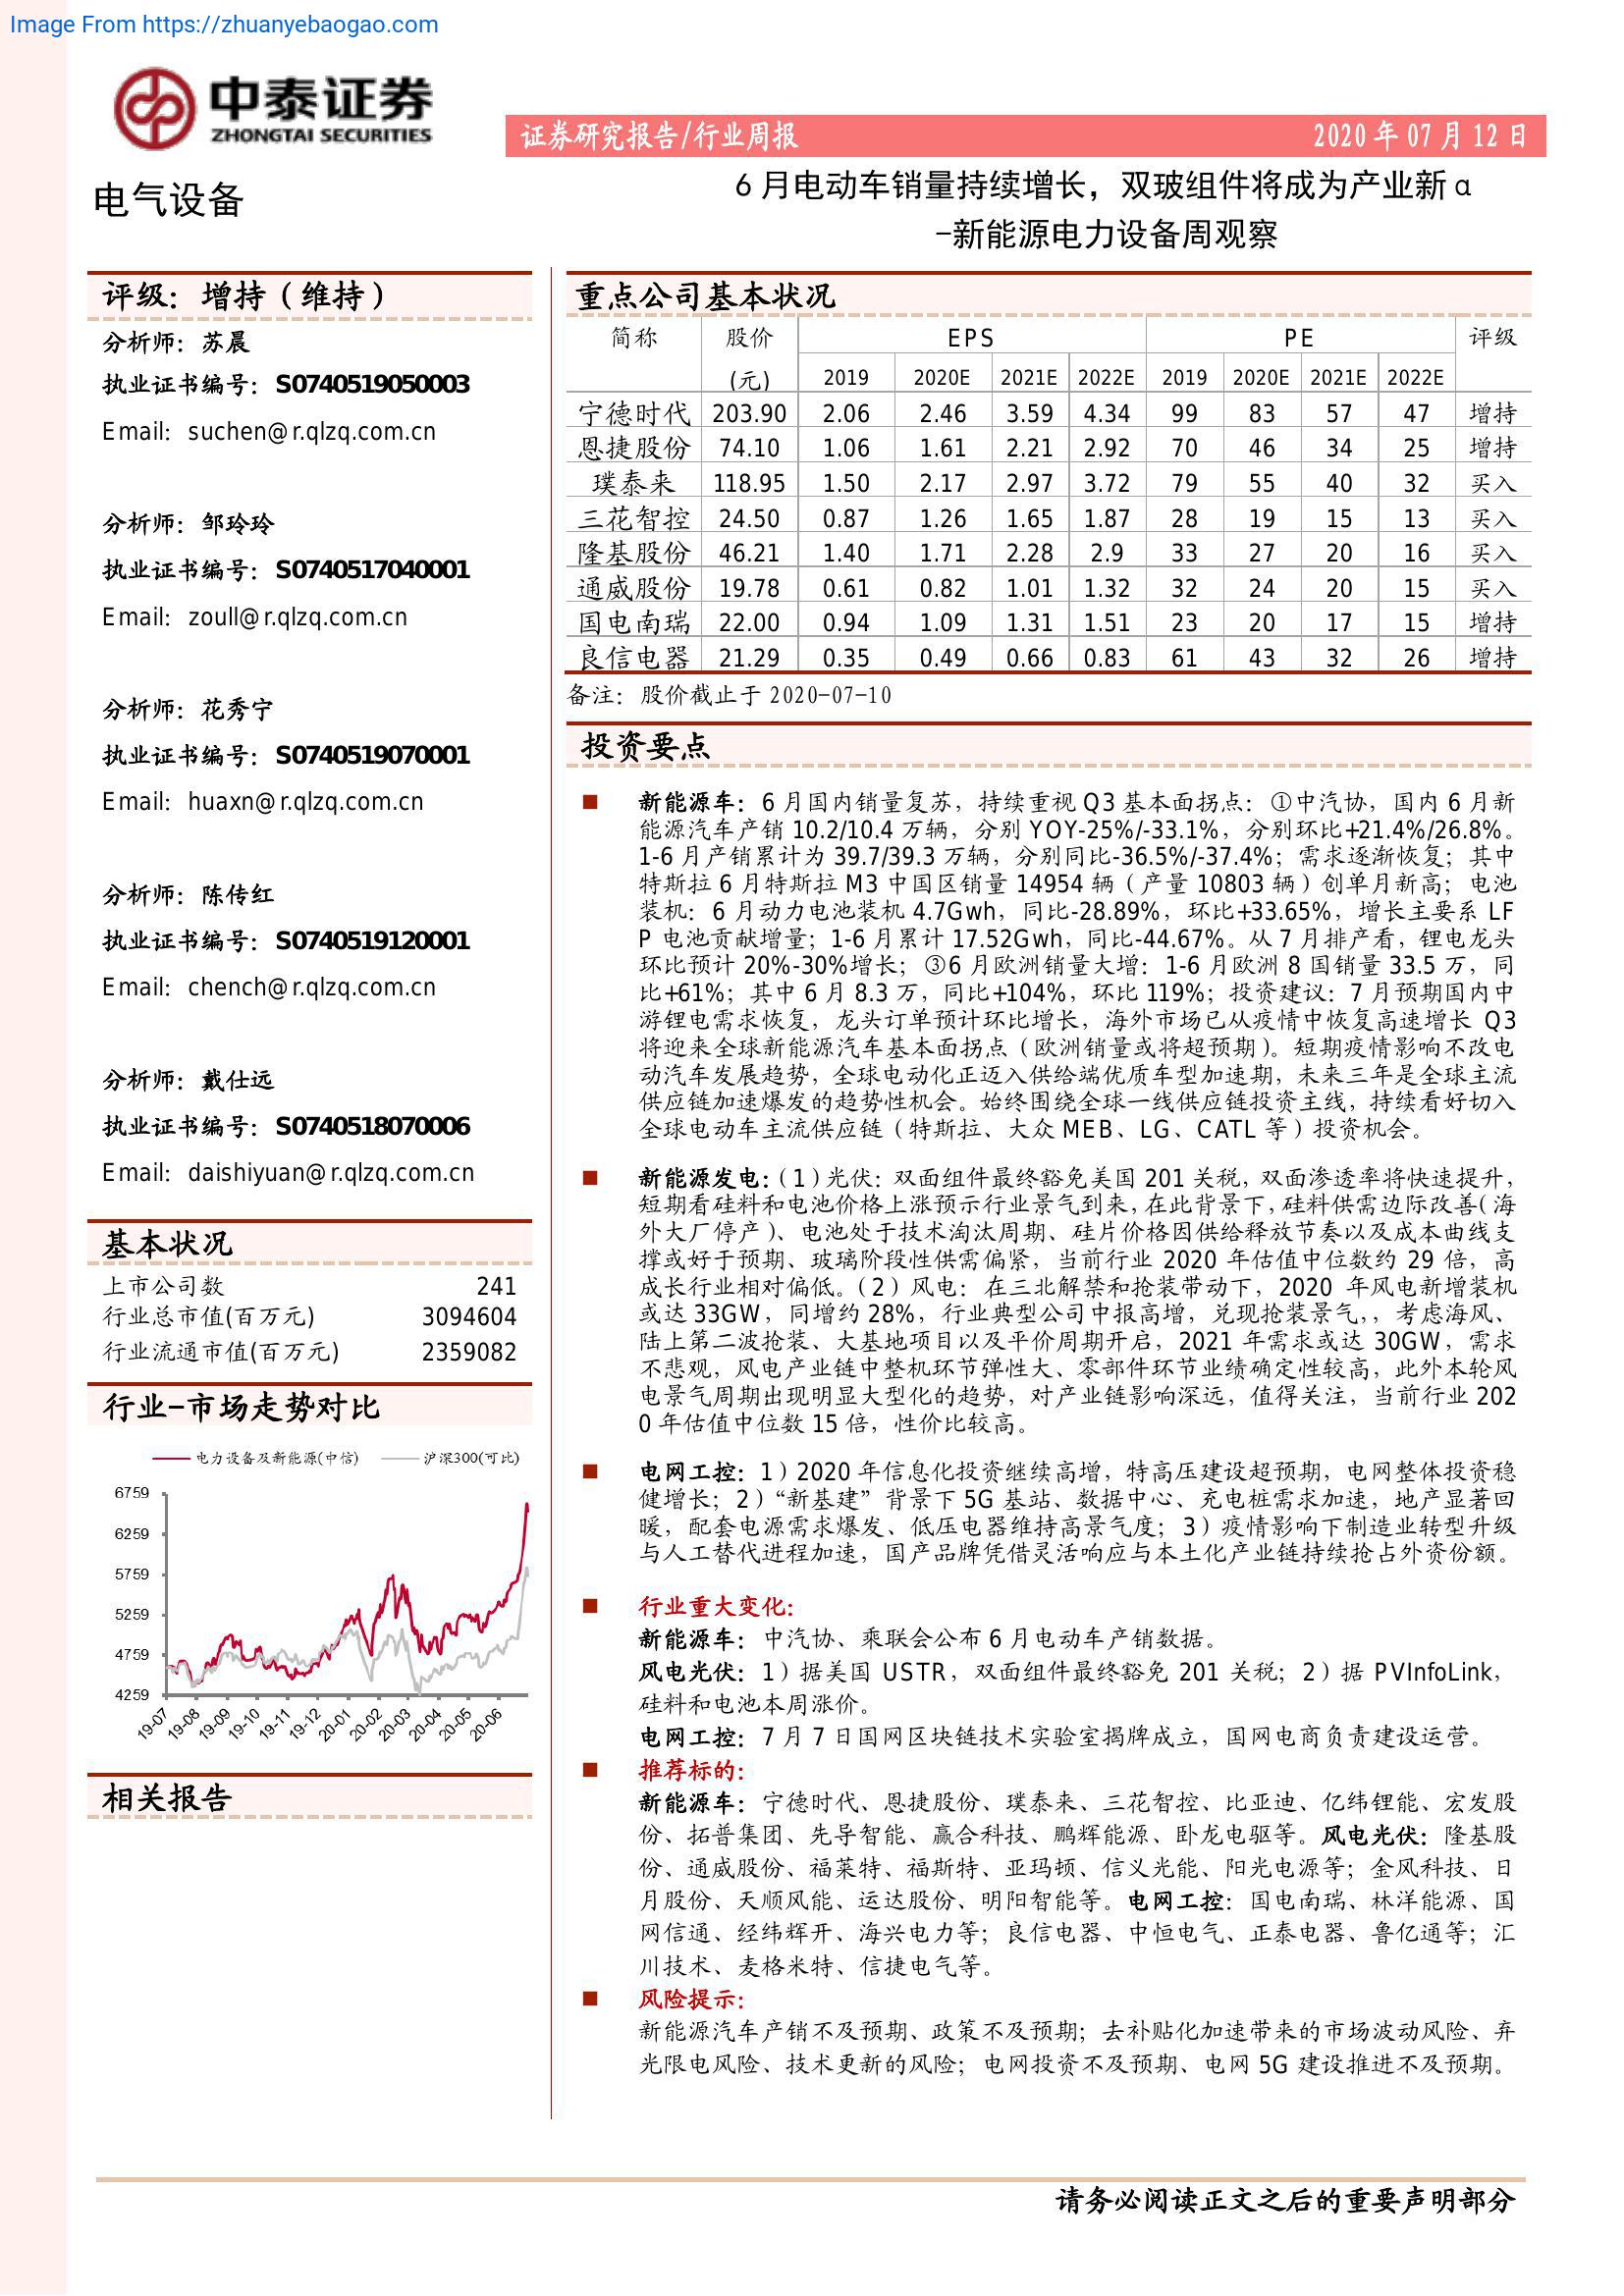 Image From https://zhuanyebaogao.com
中泰证券
ZHONGTAI SECURITIES
证券研究报告/行业周报
2020 年 07 月 12 日
电气设备
6 月电动车销量持续增长，双玻组件将成为产业新 α
-新能源电力设备周观察
评级：增持（维持）
分析师：苏晨
执业证书编号：S0740519050003
Email：suchen@r.qlzq.com.cn
分析师：邹玲玲
执业证书编号：S0740517040001
Email：zoull@r.qlzq.com.cn
分析师：花秀宁
执业证书编号：S0740519070001
Email：huaxn@r.qlzq.com.cn
分析师：陈传红
执业证书编号：S0740519120001
Email：chench@r.qlzq.com.cn
分析师：戴仕远
执业证书编号：S0740518070006
Email：daishiyuan@r.qlzq.com.cn
基本状况
上市公司数 241
行业总市值(百万元) 3094604
行业流通市值(百万元) 2359082
行业-市场走势对比
电力设备及新能源(中信) 沪深300(可比)
6759
6259
5759
5259
4759
4259
19-07 19-08 19-09 19-10 19-11 19-12 20-01 20-02 20-03 20-04 20-05 20-06
相关报告
重点公司基本状况
简称 股价 EPS PE 评级
(元) 2019 2020E 2021E 2022E 2019 2020E 2021E 2022E
宁德时代 203.90 2.06 2.46 3.59 4.34 99 83 57 47 增持
恩捷股份 74.10 1.06 1.61 2.21 2.92 70 46 34 25 增持
璞泰来 118.95 1.50 2.17 2.97 3.72 79 55 40 32 买入
三花智控 24.50 0.87 1.26 1.65 1.87 28 19 15 13 买入
隆基股份 46.21 1.40 1.71 2.28 2.9 33 27 20 16 买入
通威股份 19.78 0.61 0.82 1.01 1.32 32 24 20 15 买入
国电南瑞 22.00 0.94 1.09 1.31 1.51 23 20 17 15 增持
良信电器 21.29 0.35 0.49 0.66 0.83 61 43 32 26 增持
备注：股价截止于 2020-07-10
投资要点
■ 新能源车：6 月国内销量复苏，持续重视 Q3 基本面拐点：①中汽协，国内 6 月新
能源汽车产销 10.2/10.4 万辆，分别 YOY-25%/-33.1%，分别环比+21.4%/26.8%。
1-6 月产销累计为 39.7/39.3 万辆，分别同比-36.5%/-37.4%；需求逐渐恢复；其中
特斯拉 6 月特斯拉 M3 中国区销量 14954 辆（产量 10803 辆）创单月新高；电池
装机：6 月动力电池装机 4.7Gwh，同比-28.89%，环比+33.65%，增长主要系 LF
P 电池贡献增量；1-6 月累计 17.52Gwh，同比-44.67%。从 7 月排产看，锂电龙头
环比预计 20%-30%增长；③6 月欧洲销量大增：1-6 月欧洲 8 国销量 33.5 万，同
比+61%；其中 6 月 8.3 万，同比+104%，环比 119%；投资建议：7 月预期国内中
游锂电需求恢复，龙头订单预计环比增长，海外市场已从疫情中恢复高速增长 Q3
将迎来全球新能源汽车基本面拐点（欧洲销量或将超预期）。短期疫情影响不改电
动汽车发展趋势，全球电动化正迈入供给端优质车型加速期，未来三年是全球主流
供应链加速爆发的趋势性机会。始终围绕全球一线供应链投资主线，持续看好切入
全球电动车主流供应链（特斯拉、大众 MEB、LG、CATL 等）投资机会。
■ 新能源发电：（1）光伏：双面组件最终豁免美国 201 关税，双面渗透率将快速提升，
短期看硅料和电池价格上涨预示行业景气到来，在此背景下，硅料供需边际改善（海
外大厂停产）、电池处于技术淘汰周期、硅片价格因供给释放节奏以及成本曲线支
撑或好于预期、玻璃阶段性供需偏紧，当前行业 2020 年估值中位数约 29 倍，高
成长行业相对偏低。（2）风电：在三北解禁和抢装带动下，2020 年风电新增装机
或达 33GW，同增约 28%，行业典型公司中报高增，兑现抢装景气，，考虑海风、
陆上第二波抢装、大基地项目以及平价周期开启，2021 年需求或达 30GW，需求
不悲观，风电产业链中整机环节弹性大、零部件环节业绩确定性较高，此外本轮风
电景气周期出现明显大型化的趋势，对产业链影响深远，值得关注，当前行业 202
0 年估值中位数 15 倍，性价比较高。
■ 电网工控：1）2020 年信息化投资继续高增，特高压建设超预期，电网整体投资稳
健增长；2）“新基建”背景下 5G 基站、数据中心、充电桩需求加速，地产显著回
暖，配套电源需求爆发、低压电器维持高景气度；3）疫情影响下制造业转型升级
与人工替代进程加速，国产品牌凭借灵活响应与本土化产业链持续抢占外资份额。
■ 行业重大变化：
新能源车：中汽协、乘联会公布 6 月电动车产销数据。
风电光伏：1）据美国 USTR，双面组件最终豁免 201 关税；2）据 PVInfoLink，
硅料和电池本周涨价。
电网工控：7 月 7 日国网区块链技术实验室揭牌成立，国网电商负责建设运营。
■ 推荐标的：
新能源车：宁德时代、恩捷股份、璞泰来、三花智控、比亚迪、亿纬锂能、宏发股
份、拓普集团、先导智能、赢合科技、鹏辉能源、卧龙电驱等。风电光伏：隆基股
份、通威股份、福莱特、福斯特、亚玛顿、信义光能、阳光电源等；金风科技、日
月股份、天顺风能、运达股份、明阳智能等。电网工控：国电南瑞、林洋能源、国
网信通、经纬辉开、海兴电力等；良信电器、中恒电气、正泰电器、鲁亿通等；汇
川技术、麦格米特、信捷电气等。
■ 风险提示：
新能源汽车产销不及预期、政策不及预期；去补贴化加速带来的市场波动风险、弃
光限电风险、技术更新的风险；电网投资不及预期、电网 5G 建设推进不及预期。
请务必阅读正文之后的重要声明部分